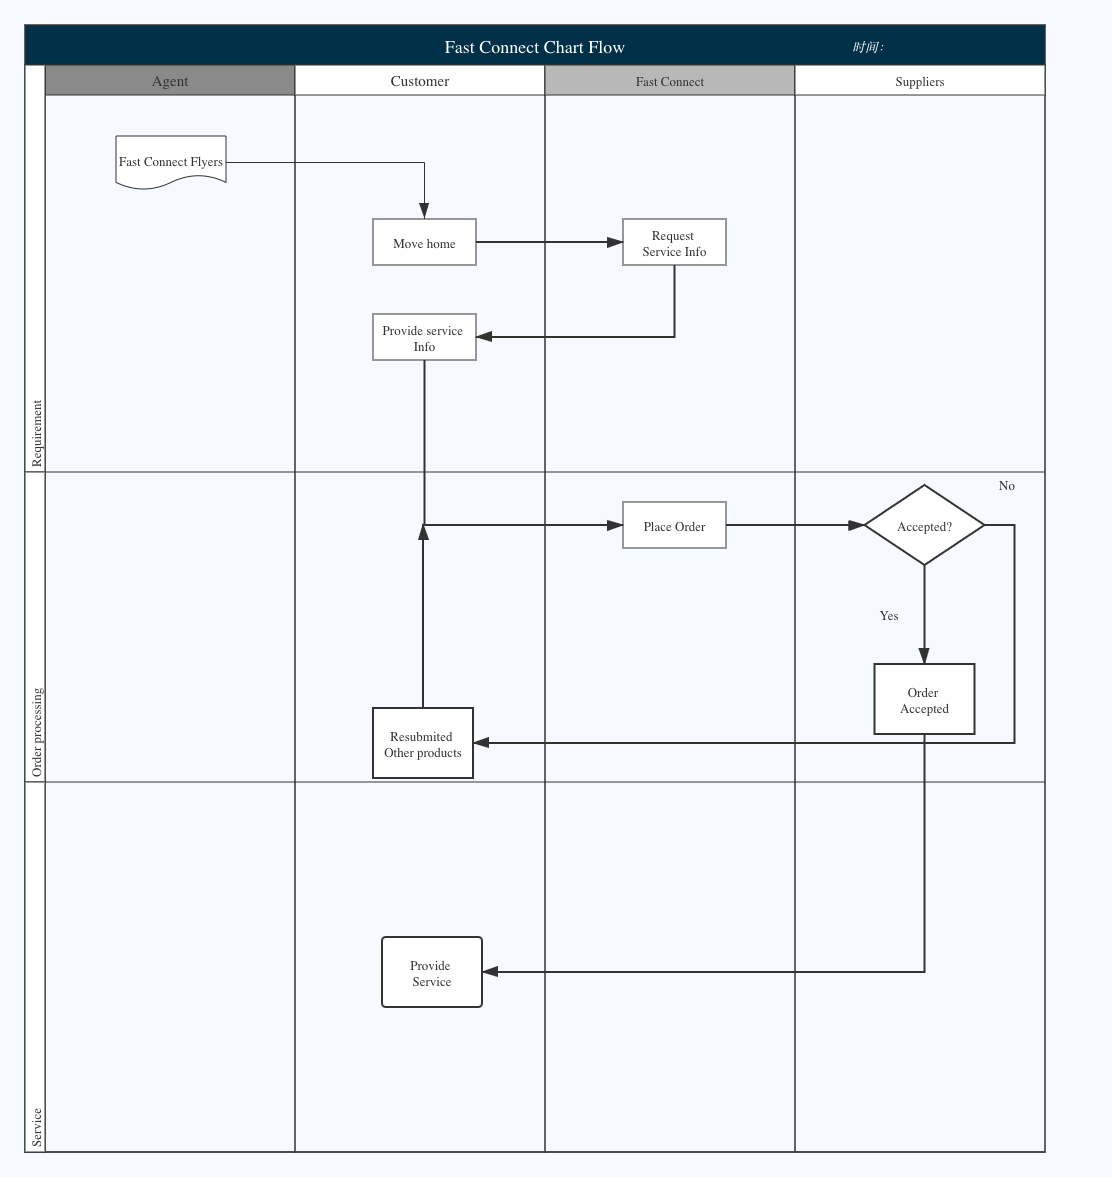 Fast Connect Chart Flow
时间:
Agent
Customer
Fast Connect
Suppliers
Requirement
Fast Connect Flyers
Move home
Request
Service Info
Provide service
Info
Order processing
Place Order
Accepted?
No
Yes
Order
Accepted
Resubmited
Other products
Service
Provide
Service